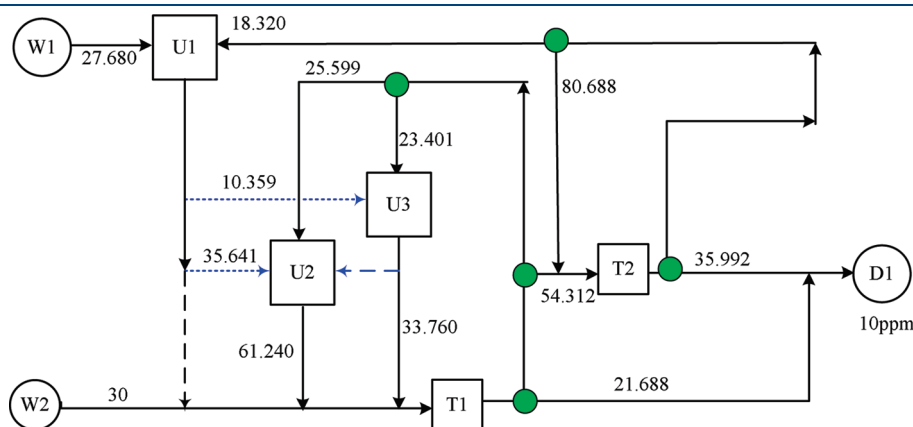 18.320
W1
27.680
U1
25.599
80.688
23.401
10.359
U3
35.641
U2
T2
35.992
D1
54.312
10ppm
33.760
61.240
30
21.688
W2
T1